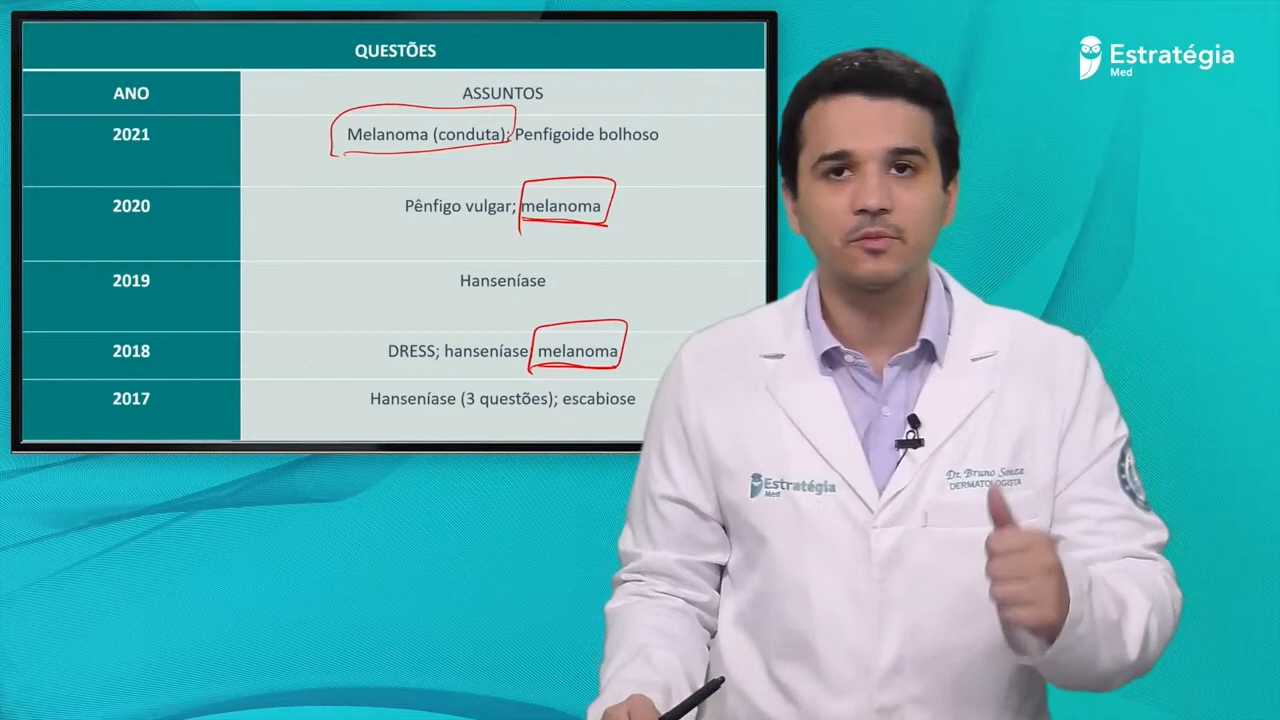 QUESTÕES
ANO ASSUNTOS
2021 Melanoma (conduta); Penfigoide bolhoso
2020 Pênfigo vulgar; melanoma
2019 Hanseníase
2018 DRESS; hanseníase melanoma
2017 Hanseníase (3 questões); escabiose
Estratégia
Med
Estratégia
Med
Dr. Bruno Souza
DERMATOLOGISTA